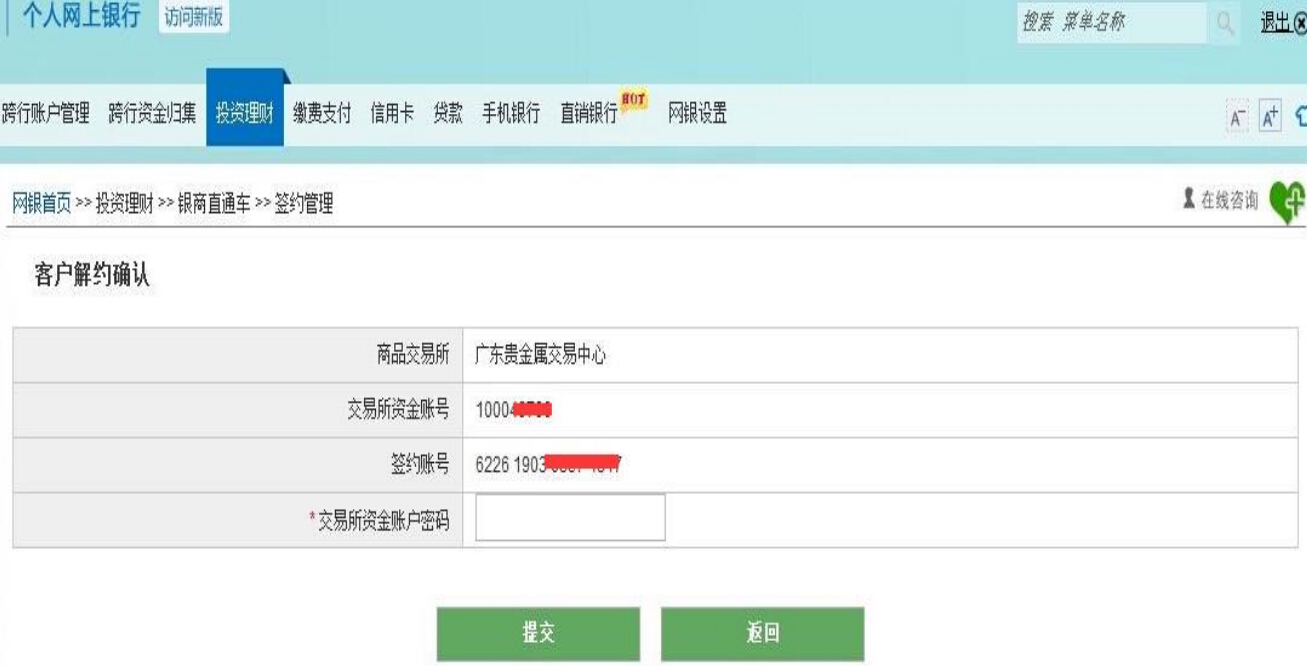 个人网上银行 访问新版 搜索 菜单名称 退出
跨行账户管理 跨行资金归集 投资理财 缴费支付 信用卡 贷款 手机银行 直销银行 HOT 网银设置 A- A+
网银首页 >> 投资理财 >> 银商直通车 >> 签约管理 在线咨询
客户解约确认
商品交易所 广东贵金属交易中心
交易所资金账号 1000
签约账号 6226 1903
*交易所资金账户密码
提交 返回